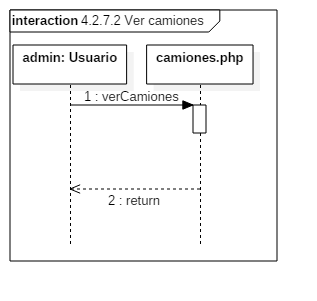 interaction 4.2.7.2 Ver camiones
admin: Usuario
camiones.php
1 : verCamiones
2 : return